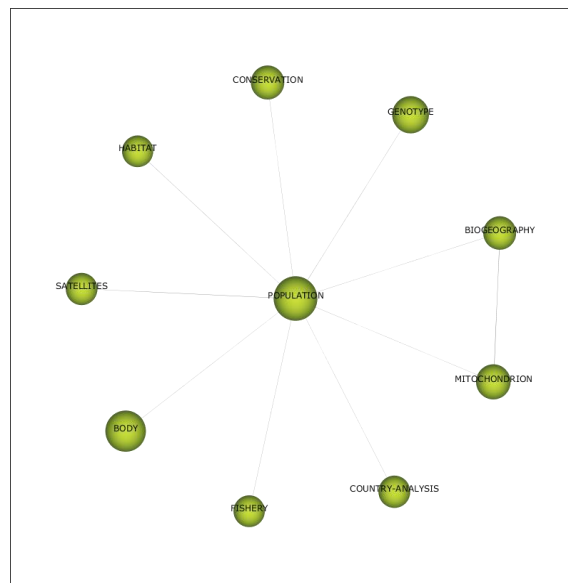 CONSERVATION
GENOTYPE
HABITAT
BIOGEOGRAPHY
SATELLITES
POPULATION
MITOCHONDRION
BODY
COUNTRY-ANALYSIS
FISHERY